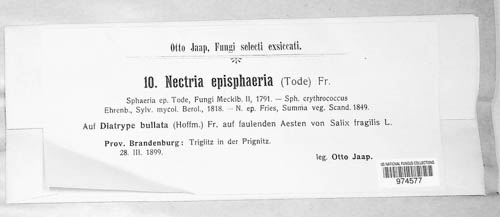 Otto Jaap, Fungi selecti exsiccati.
10. Nectria episphaeria (Tode) Fr.
Sphaeria ep. Tode, Fungi Mecklb. II, 1791. — Sph. crythrococcus
Ehrenb., Sylv. mycol. Berol., 1818. — N. ep. Fries, Summa veg. Scand. 1849.
Auf Diatrype bullata (Hoffm.) Fr. auf faulenden Aesten von Salix fragilis L.
Prov. Brandenburg: Triglitz in der Prignitz.
28. III. 1899.
leg. Otto Jaap.
US NATIONAL FUNGUS COLLECTIONS
974577